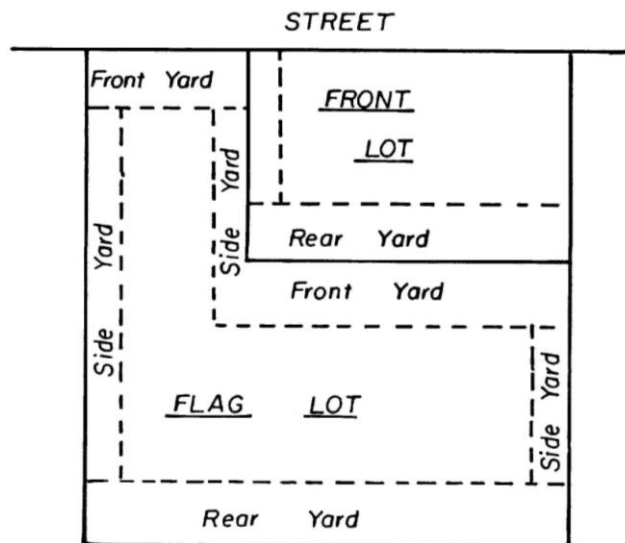 STREET
Front Yard
FRONT
LOT
Side Yard
Rear Yard
Side Yard
Front Yard
FLAG LOT
Side Yard
Rear Yard